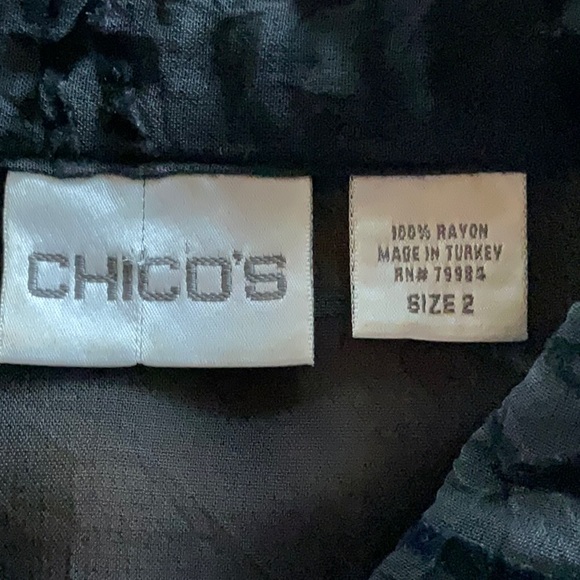 CHICO'S
100% RAYON
MADE IN TURKEY
RN# 79984
SIZE 2